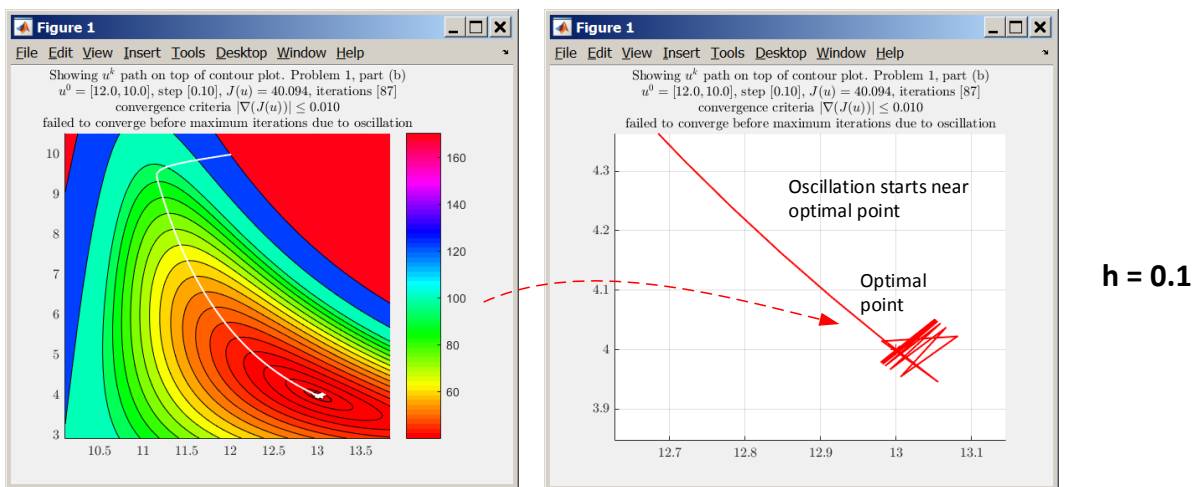 Figure 1
File Edit View Insert Tools Desktop Window Help
Showing u^k path on top of contour plot. Problem 1, part (b)
u^0 = [12.0, 10.0], step [0.10], J(u) = 40.094, iterations [87]
convergence criteria |∇(J(u))| ≤ 0.010
failed to converge before maximum iterations due to oscillation
10
9
8
7
6
5
4
3
10.5 11 11.5 12 12.5 13 13.5
160
140
120
100
80
60
Figure 1
File Edit View Insert Tools Desktop Window Help
Showing u^k path on top of contour plot. Problem 1, part (b)
u^0 = [12.0, 10.0], step [0.10], J(u) = 40.094, iterations [87]
convergence criteria |∇(J(u))| ≤ 0.010
failed to converge before maximum iterations due to oscillation
4.3
4.2
4.1
4
3.9
12.7 12.8 12.9 13 13.1
Oscillation starts near
optimal point
Optimal
point
h = 0.1